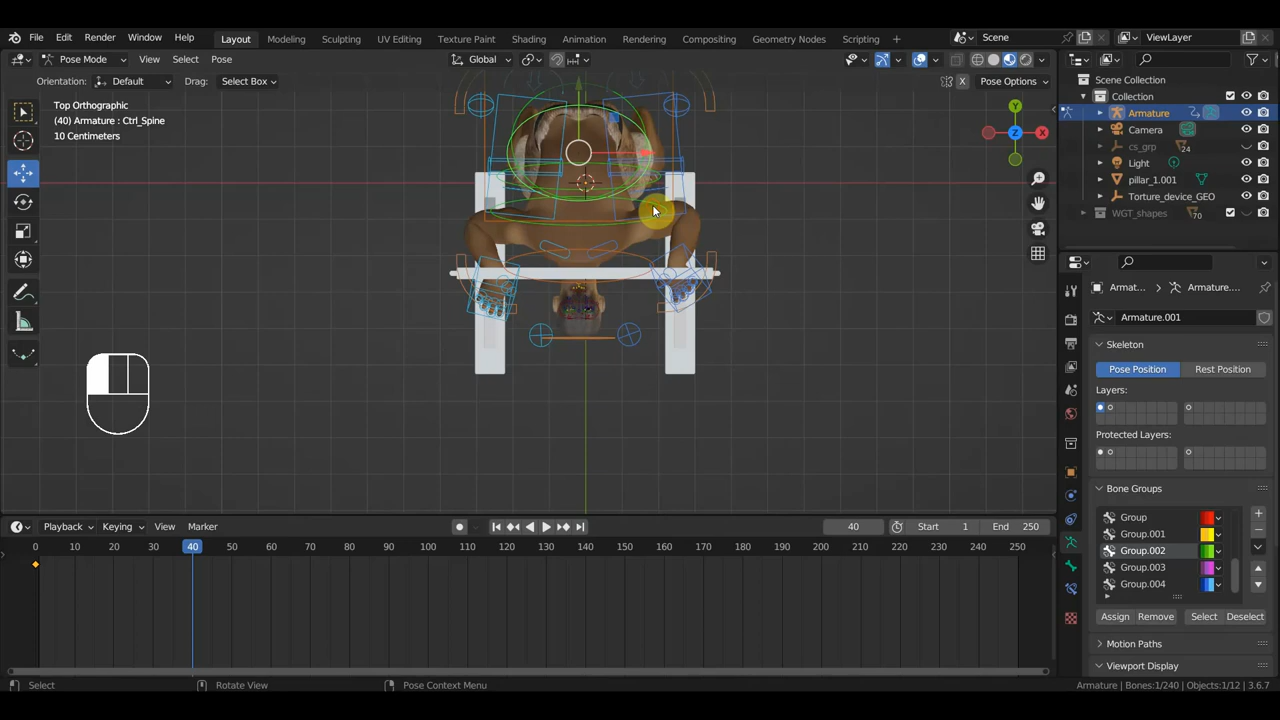 File Edit Render Window Help Layout Modeling Sculpting UV Editing Texture Paint Shading Animation Rendering Compositing Geometry Nodes Scripting + Scene ViewLayer
Pose Mode View Select Pose Global
Orientation: Default Drag: Select Box X Pose Options
Top Orthographic
(40) Armature : Ctrl_Spine
10 Centimeters
Y
X
Z
Scene Collection
Collection
Armature
Camera
cs_grp 24
Light
pillar_1.001
Torture_device_GEO
WGT_shapes 70
Armat... Armature....
Armature.001
Skeleton
Pose Position Rest Position
Layers:
Protected Layers:
Bone Groups
Group
Group.001
Group.002
Group.003
Group.004
Assign Remove Select Deselect
Motion Paths
Viewport Display
Playback Keying View Marker 40 Start 1 End 250
0 10 20 30 40 50 60 70 80 90 100 110 120 130 140 150 160 170 180 190 200 210 220 230 240 250
Select Rotate View Pose Context Menu Armature | Bones:1/240 | Objects:1/12 | 3.6.7